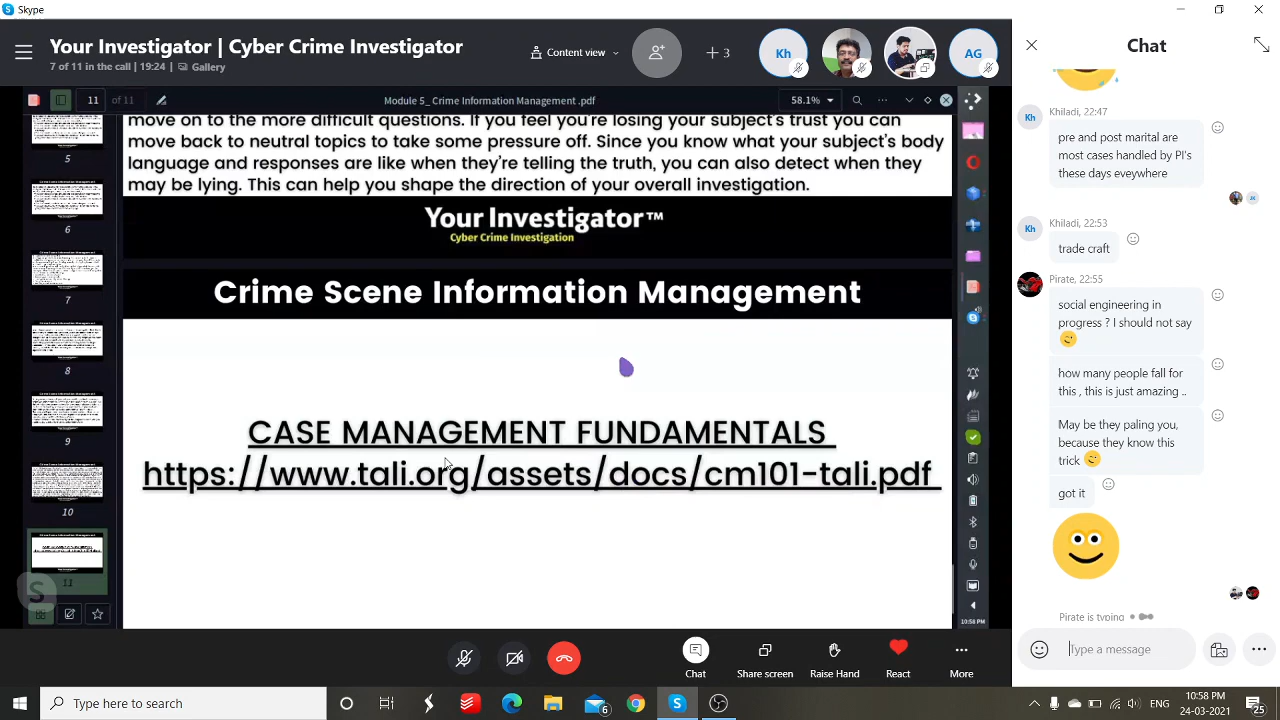 Skype
Your Investigator | Cyber Crime Investigator
7 of 11 in the call | 19:24 | Gallery
Content view
+ 3
Kh
AG
Chat
11 of 11
Module 5_ Crime Information Management .pdf
58.1%
move on to the more difficult questions. If you feel you're losing your subject's trust you can
move back to neutral topics to take some pressure off. Since you know what your subject's body
language and responses are like when they're telling the truth, you can also detect when they
may be lying. This can help you shape the direction of your overall investigation.
Your Investigator™
Cyber Crime Investigation
Crime Scene Information Management
CASE MANAGEMENT FUNDAMENTALS
https://www.tali.org/assets/docs/cm101-tali.pdf
5
6
7
8
9
10
11
10:58 PM
Kh
Khiladi, 22:47
pre and post marital are
most cases handled by PI's
these days eveywhere
Kh
Khiladi, 22:53
trade craft
Pirate, 22:55
social engineering in
progress ? I should not say
how many people fall for
this , this is just amazing ..
May be they paling you,
because they know this
trick
got it
Pirate is typing
Type a message
Chat
Share screen
Raise Hand
React
More
Type here to search
6
ENG
10:58 PM
24-03-2021
25